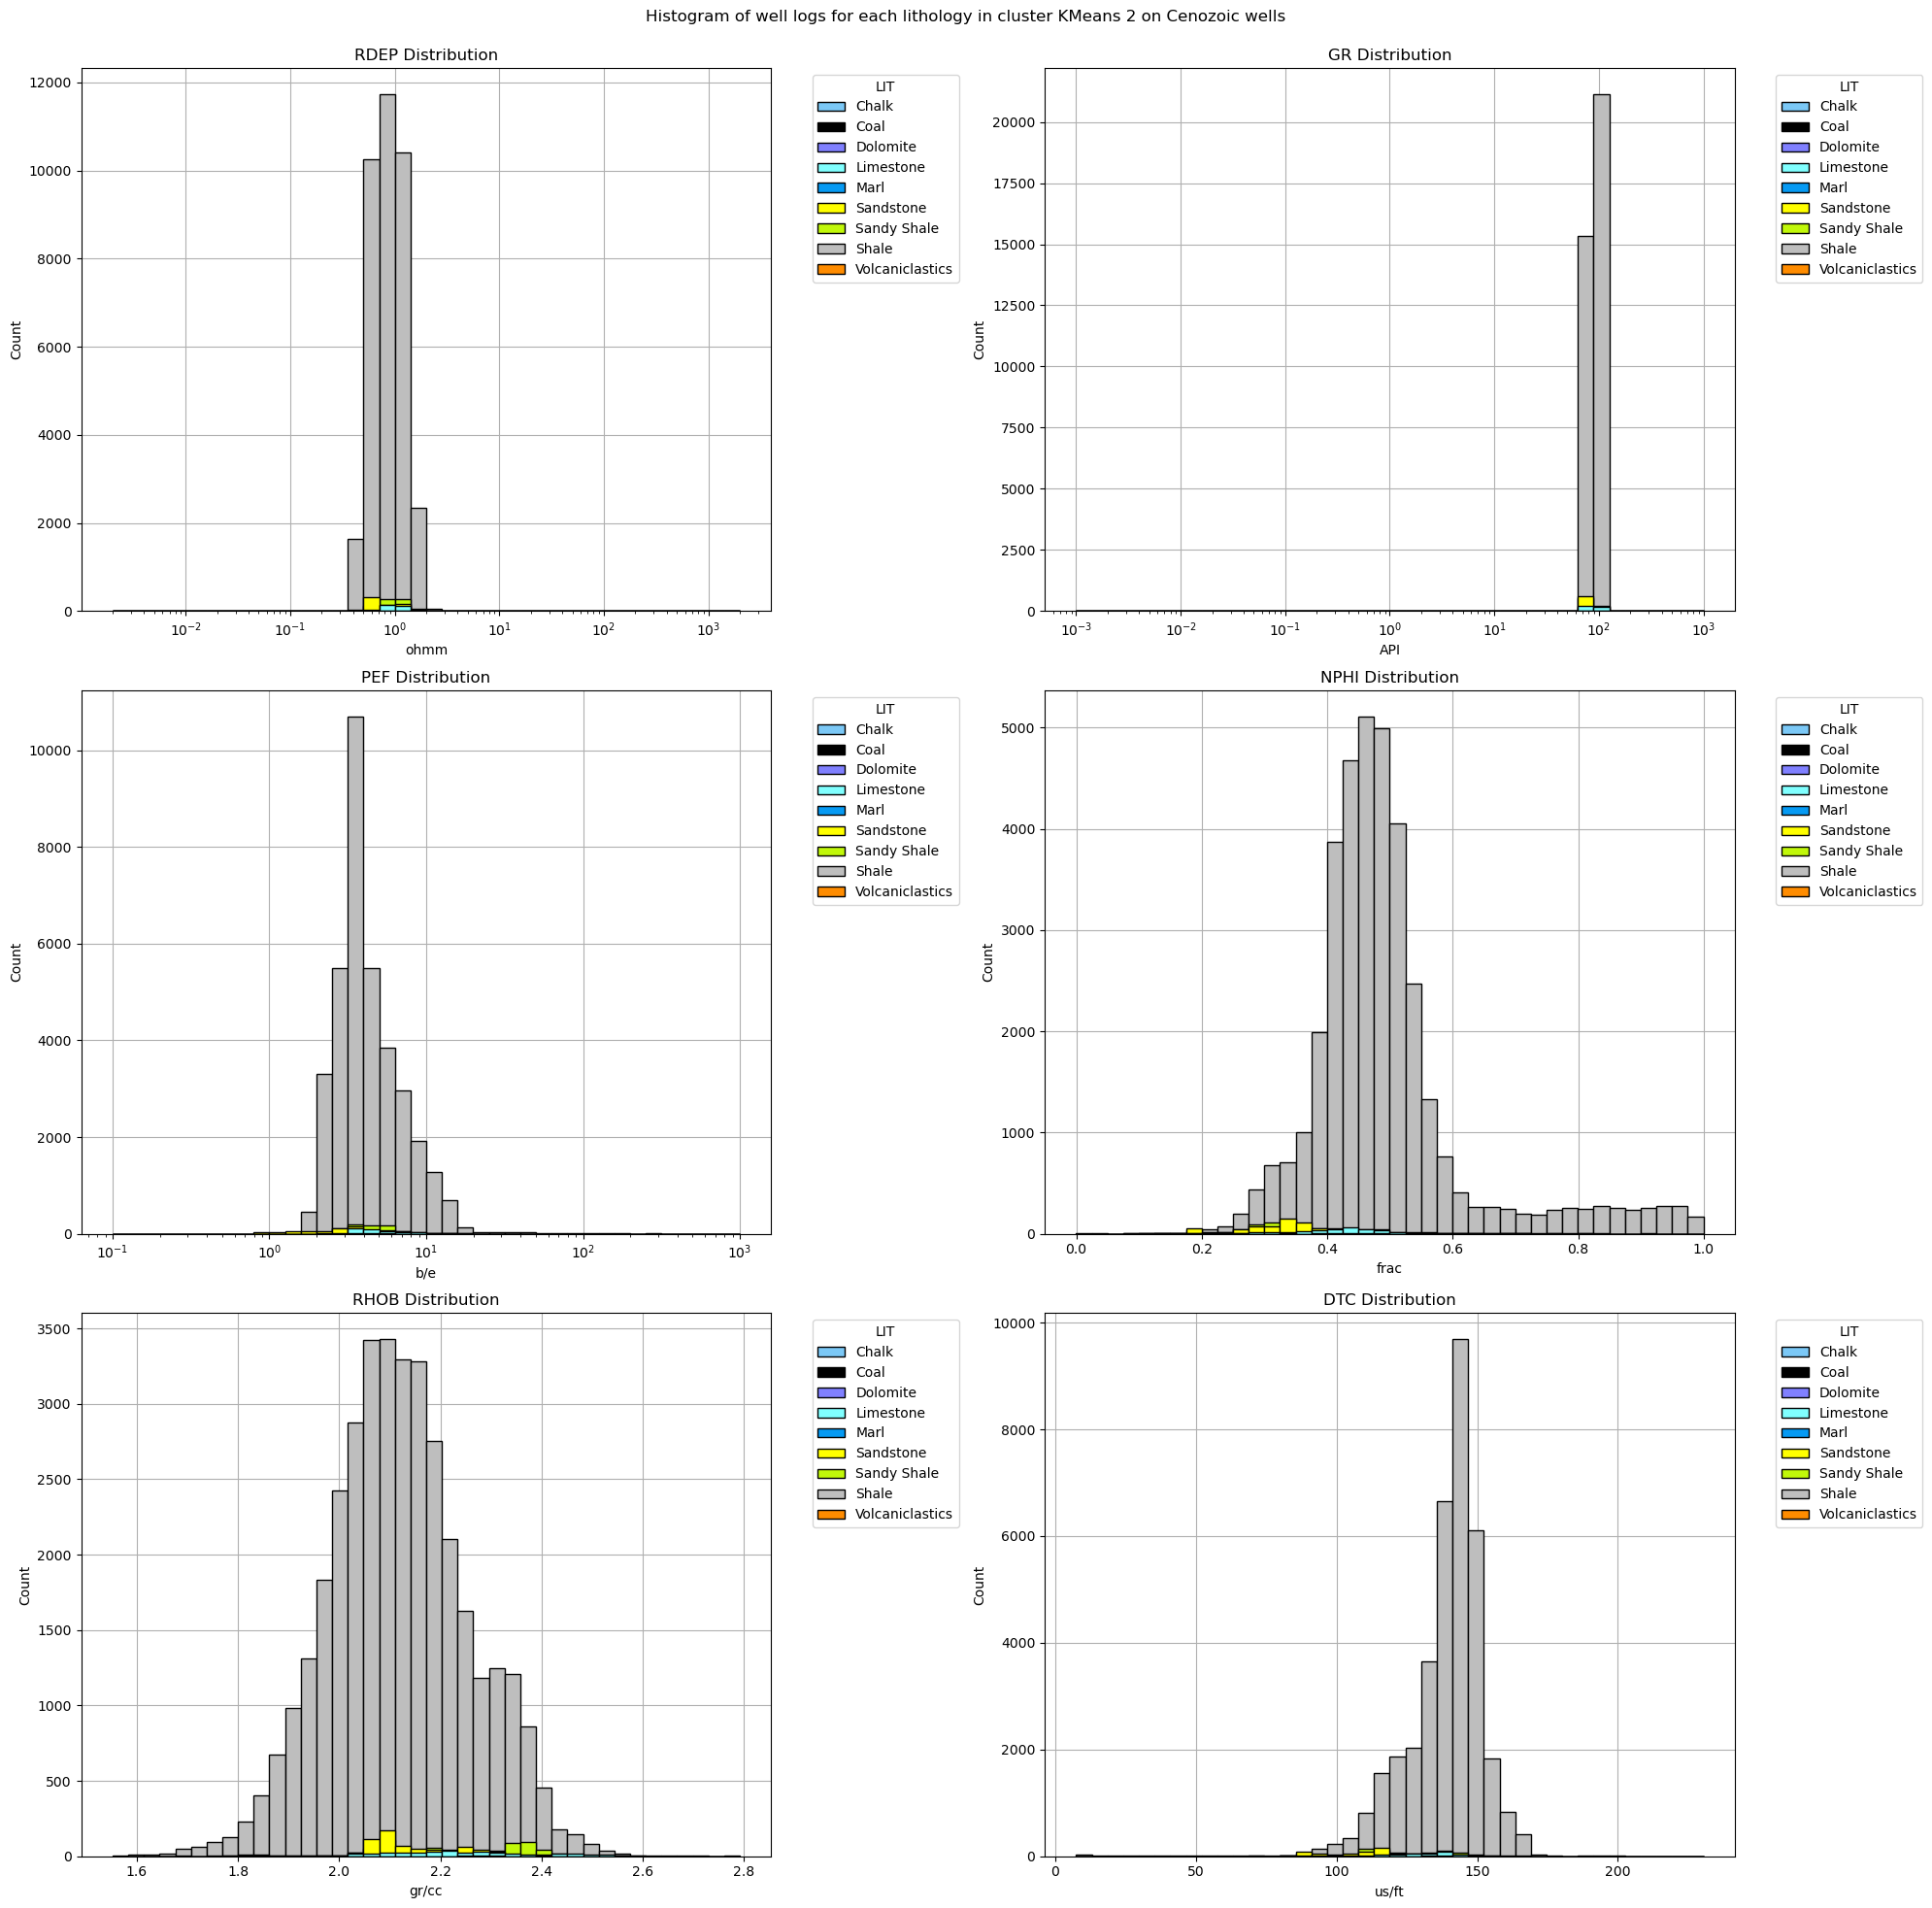 Histogram of well logs for each lithology in cluster KMeans 2 on Cenozoic wells
RDEP Distribution
12000
10000
8000
6000
4000
2000
0
Count
10⁻²
10⁻¹
10⁰
10¹
10²
10³
ohmm
LIT
Chalk
Coal
Dolomite
Limestone
Marl
Sandstone
Sandy Shale
Shale
Volcaniclastics
GR Distribution
20000
17500
15000
12500
10000
7500
5000
2500
0
Count
10⁻³
10⁻²
10⁻¹
10⁰
10¹
10²
10³
API
LIT
Chalk
Coal
Dolomite
Limestone
Marl
Sandstone
Sandy Shale
Shale
Volcaniclastics
PEF Distribution
10000
8000
6000
4000
2000
0
Count
10⁻¹
10⁰
10¹
10²
10³
b/e
LIT
Chalk
Coal
Dolomite
Limestone
Marl
Sandstone
Sandy Shale
Shale
Volcaniclastics
NPHI Distribution
5000
4000
3000
2000
1000
0
Count
0.0
0.2
0.4
0.6
0.8
1.0
frac
LIT
Chalk
Coal
Dolomite
Limestone
Marl
Sandstone
Sandy Shale
Shale
Volcaniclastics
RHOB Distribution
3500
3000
2500
2000
1500
1000
500
0
Count
1.6
1.8
2.0
2.2
2.4
2.6
2.8
gr/cc
LIT
Chalk
Coal
Dolomite
Limestone
Marl
Sandstone
Sandy Shale
Shale
Volcaniclastics
DTC Distribution
10000
8000
6000
4000
2000
0
Count
0
50
100
150
200
us/ft
LIT
Chalk
Coal
Dolomite
Limestone
Marl
Sandstone
Sandy Shale
Shale
Volcaniclastics